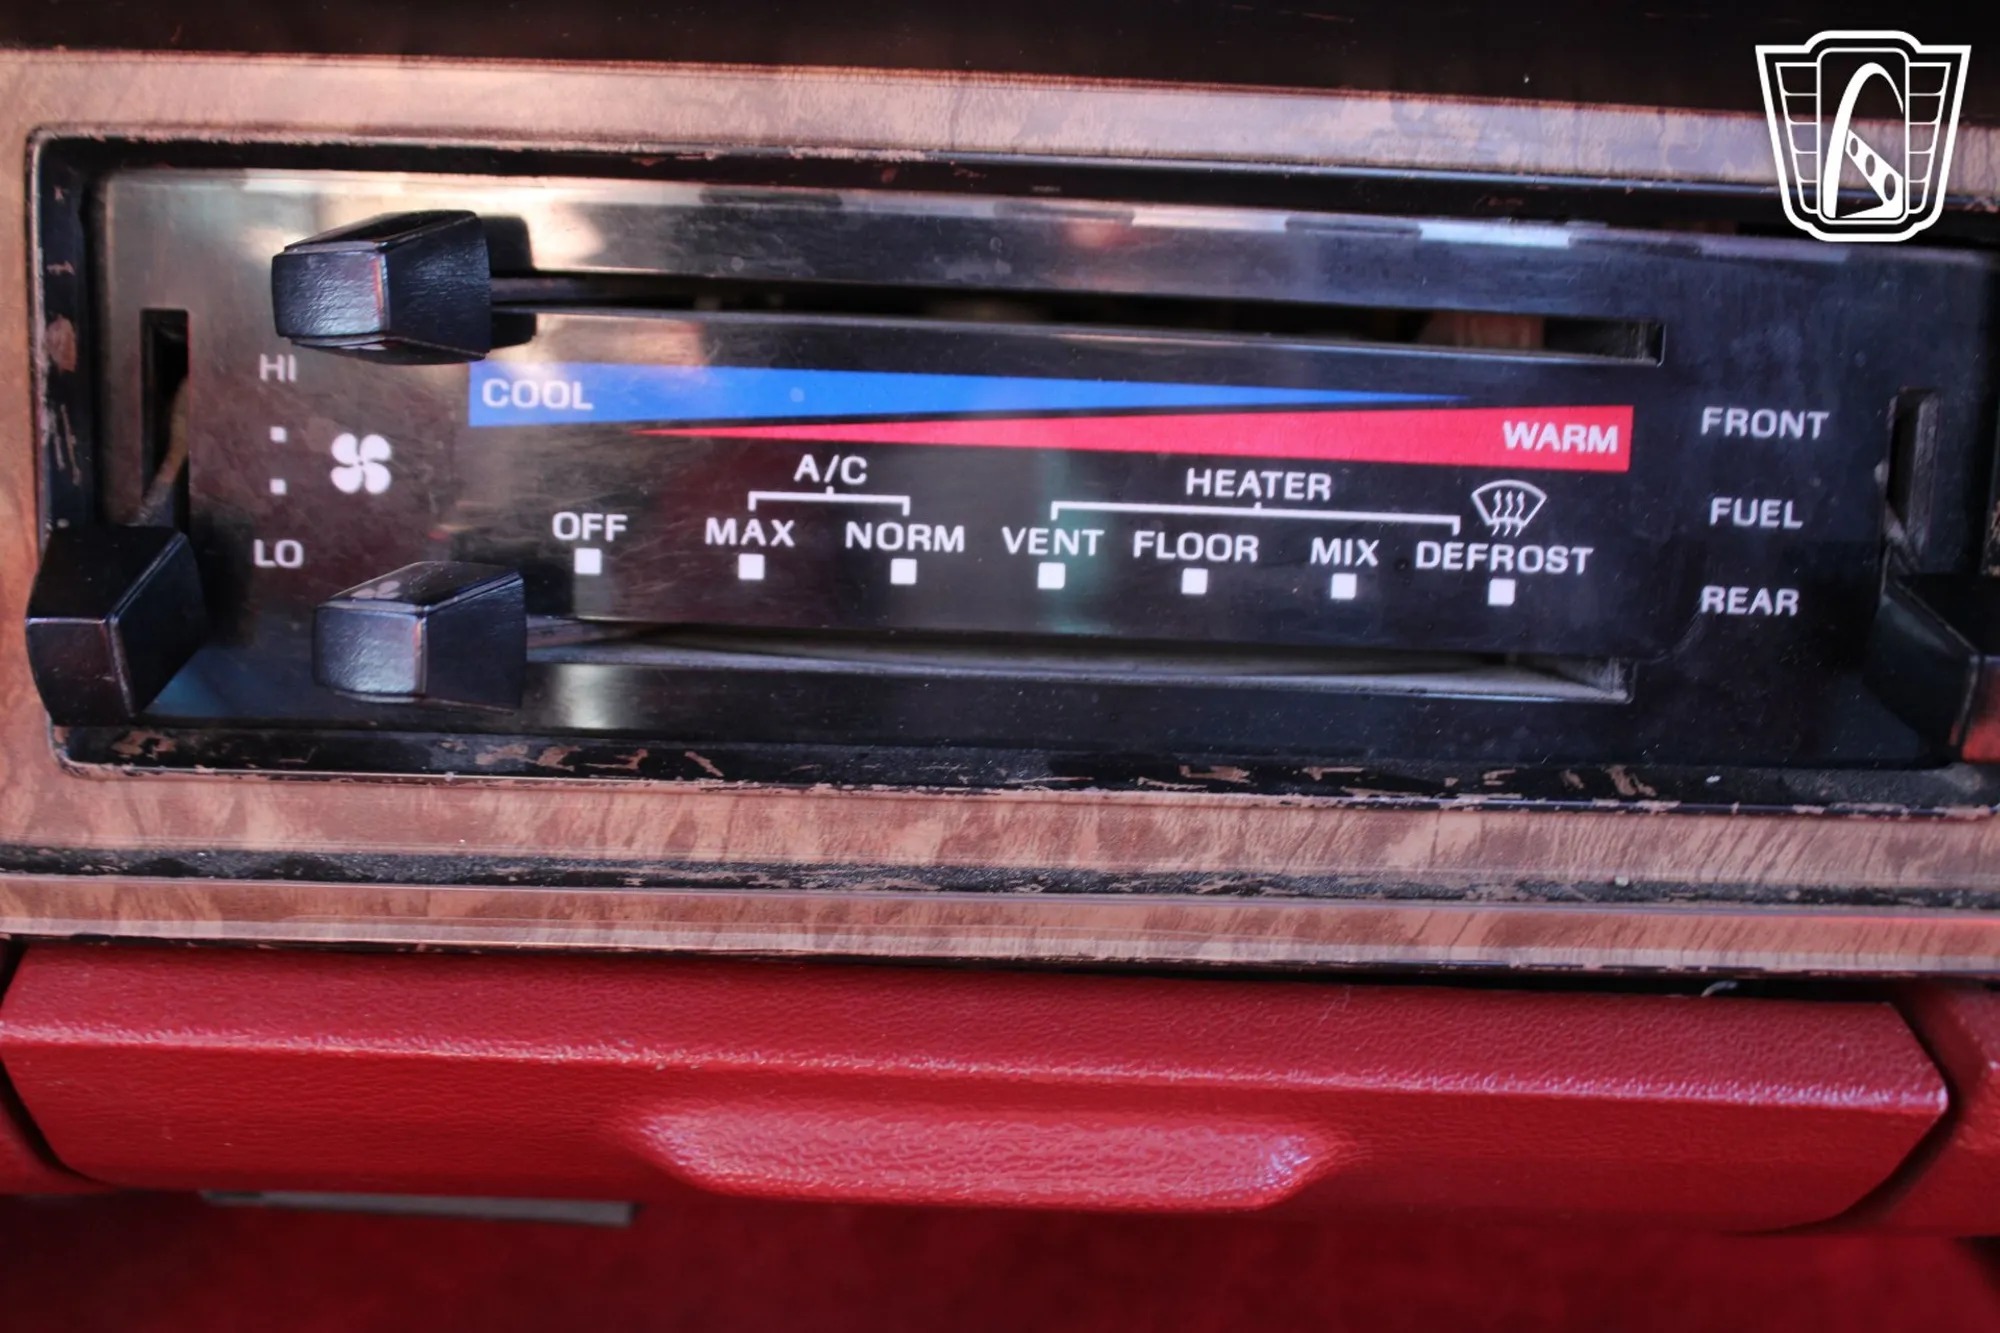 HI
COOL
WARM
FRONT
A/C
HEATER
OFF
MAX
NORM
VENT
FLOOR
MIX
DEFROST
FUEL
LO
REAR